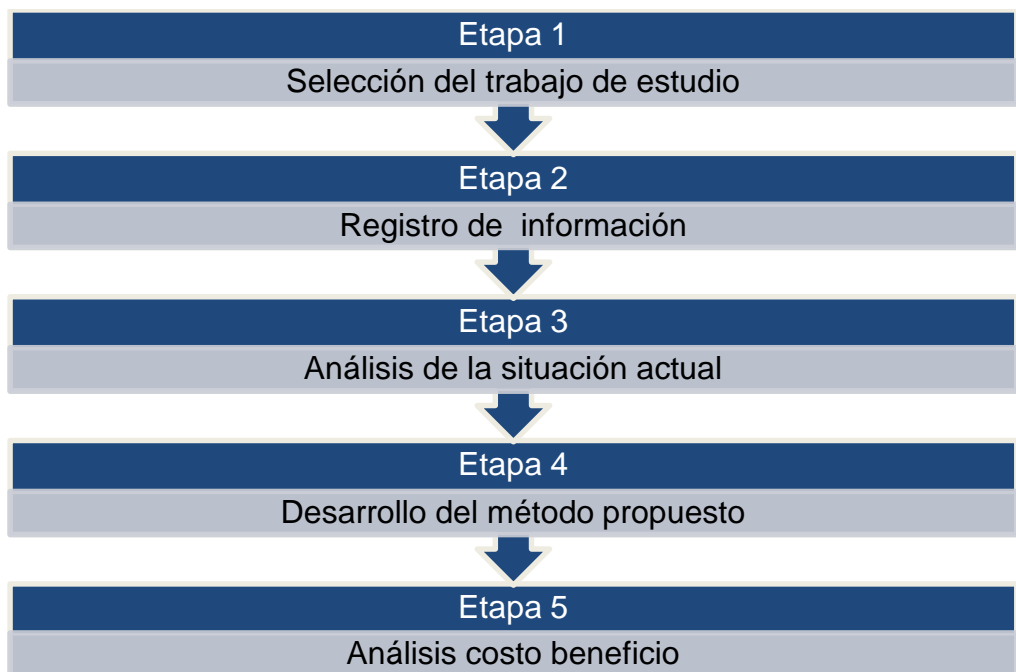 Etapa 1
Selección del trabajo de estudio
Etapa 2
Registro de  información
Etapa 3
Análisis de la situación actual
Etapa 4
Desarrollo del método propuesto
Etapa 5
Análisis costo beneficio